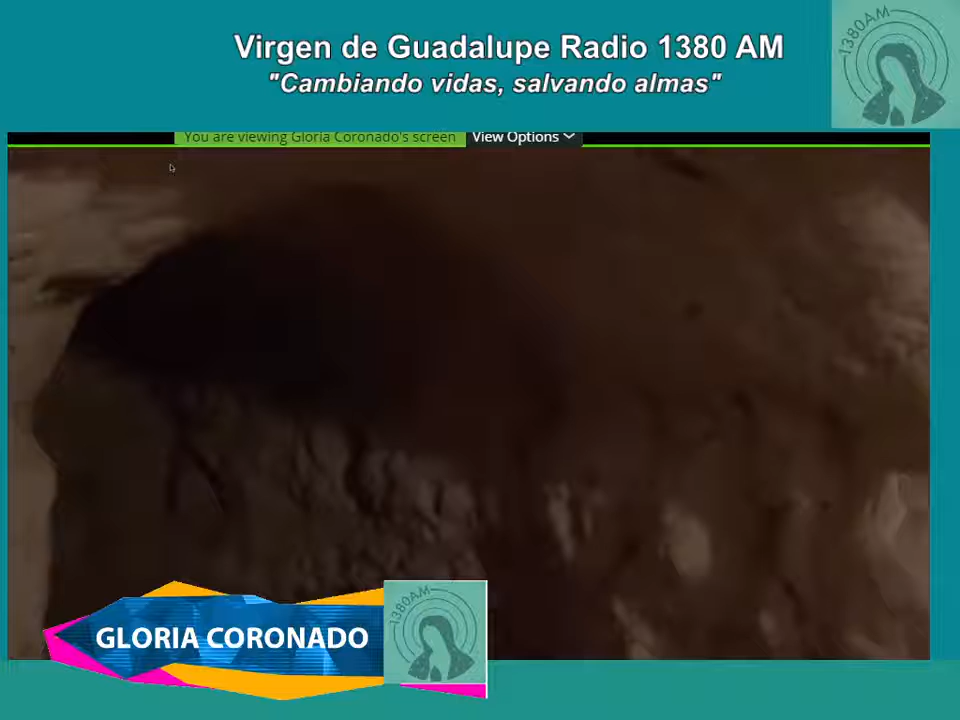 Virgen de Guadalupe Radio 1380 AM
"Cambiando vidas, salvando almas"
1380AM
You are viewing Gloria Coronado's screen View Options
GLORIA CORONADO
1380AM